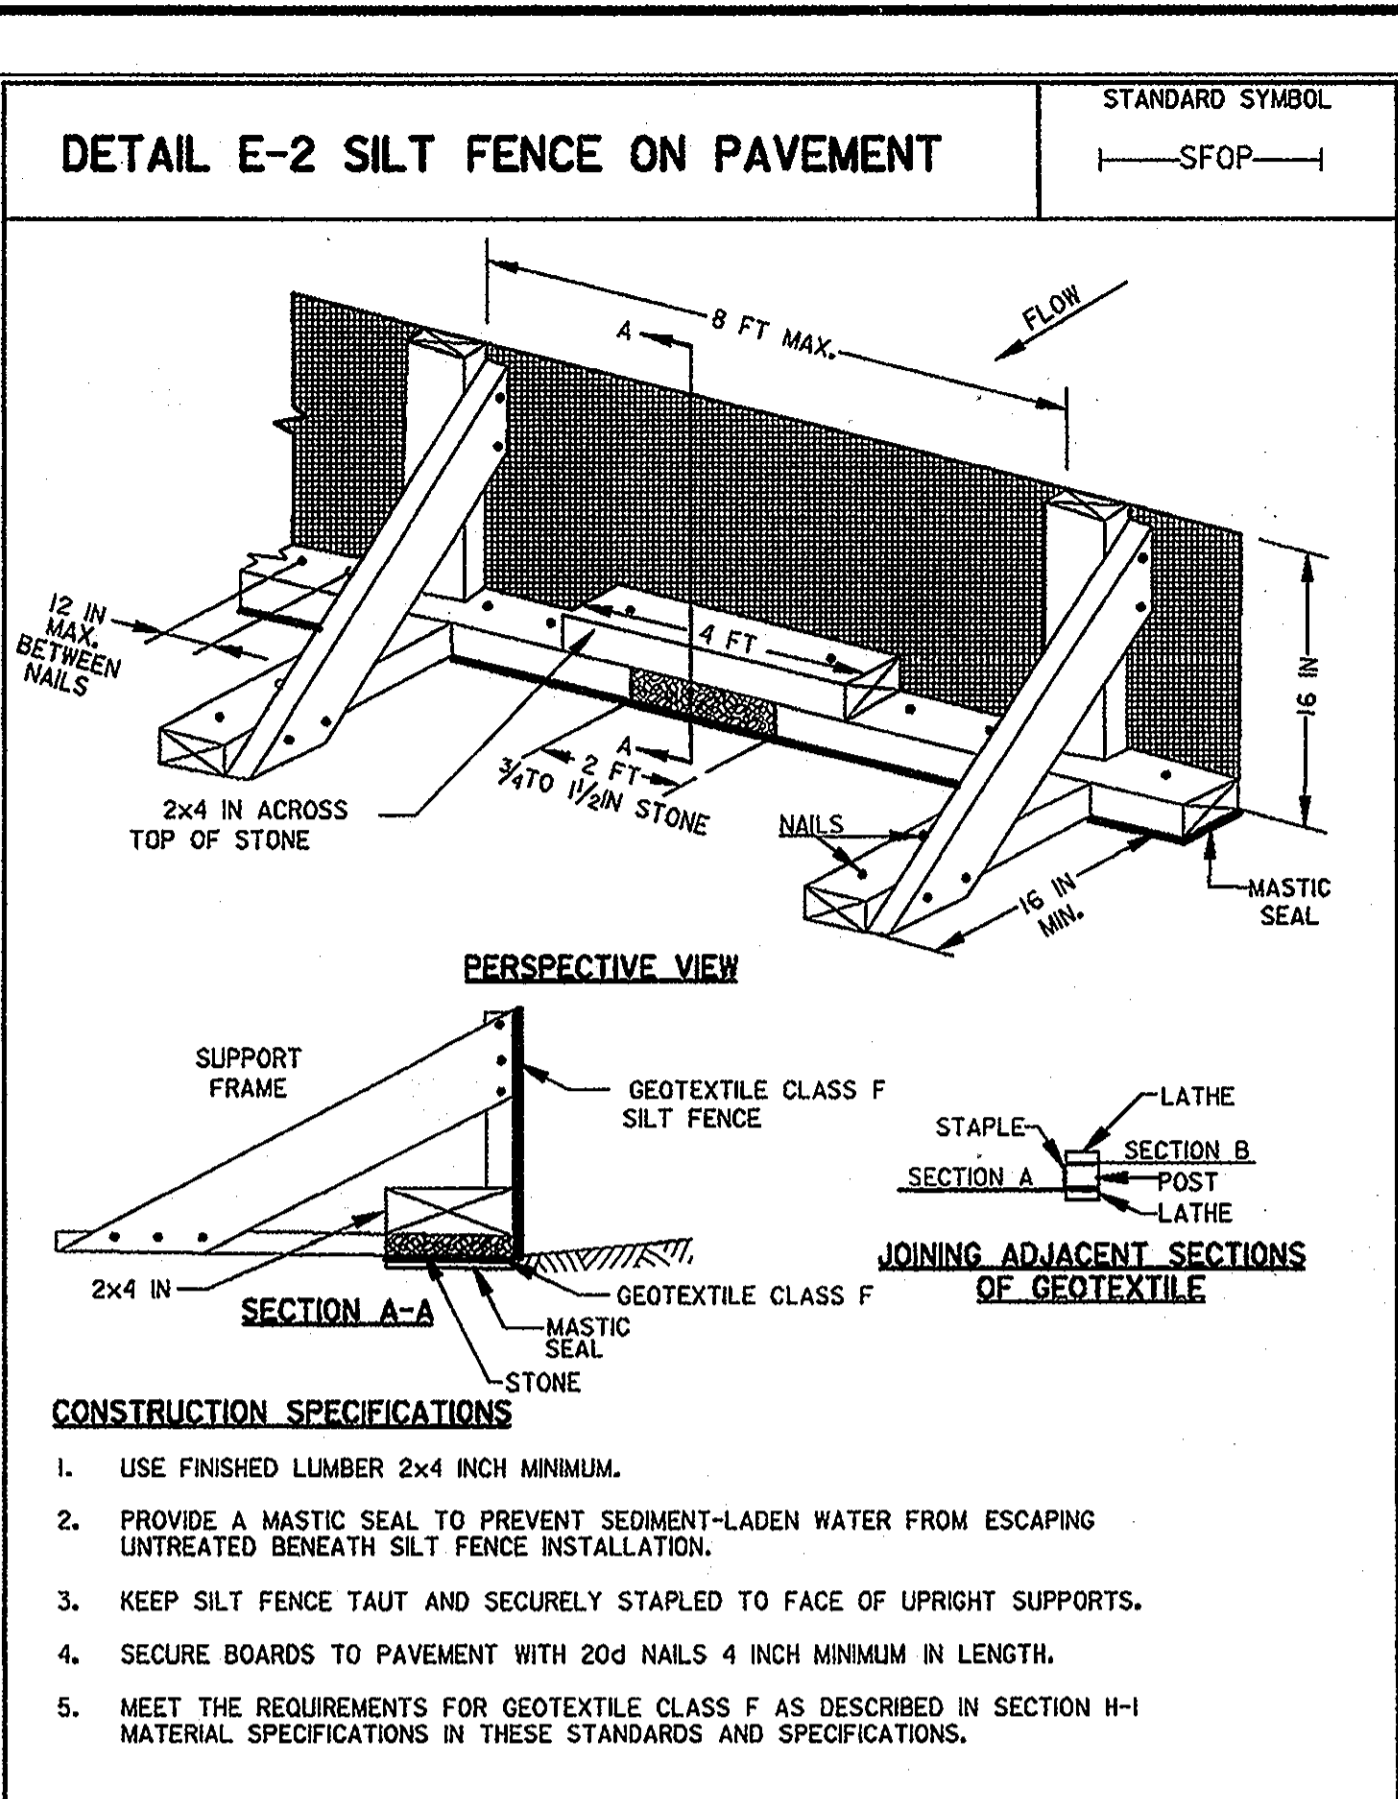 DETAIL E-2 SILT FENCE ON PAVEMENT
STANDARD SYMBOL
SFOP
8 FT MAX.
FLOW
A
12 IN
MAX.
BETWEEN
NAILS
4 FT
16 IN
A
2 FT
3/4 TO 1 1/2 IN STONE
2x4 IN ACROSS
TOP OF STONE
NAILS
16 IN
MIN.
MASTIC
SEAL
PERSPECTIVE VIEW
SUPPORT
FRAME
GEOTEXTILE CLASS F
SILT FENCE
2x4 IN
SECTION A-A
GEOTEXTILE CLASS F
MASTIC
SEAL
STONE
LATHE
STAPLE
SECTION B
SECTION A
POST
LATHE
JOINING ADJACENT SECTIONS
OF GEOTEXTILE
CONSTRUCTION SPECIFICATIONS
1. USE FINISHED LUMBER 2x4 INCH MINIMUM.
2. PROVIDE A MASTIC SEAL TO PREVENT SEDIMENT-LADEN WATER FROM ESCAPING
UNTREATED BENEATH SILT FENCE INSTALLATION.
3. KEEP SILT FENCE TAUT AND SECURELY STAPLED TO FACE OF UPRIGHT SUPPORTS.
4. SECURE BOARDS TO PAVEMENT WITH 20d NAILS 4 INCH MINIMUM IN LENGTH.
5. MEET THE REQUIREMENTS FOR GEOTEXTILE CLASS F AS DESCRIBED IN SECTION H-1
MATERIAL SPECIFICATIONS IN THESE STANDARDS AND SPECIFICATIONS.